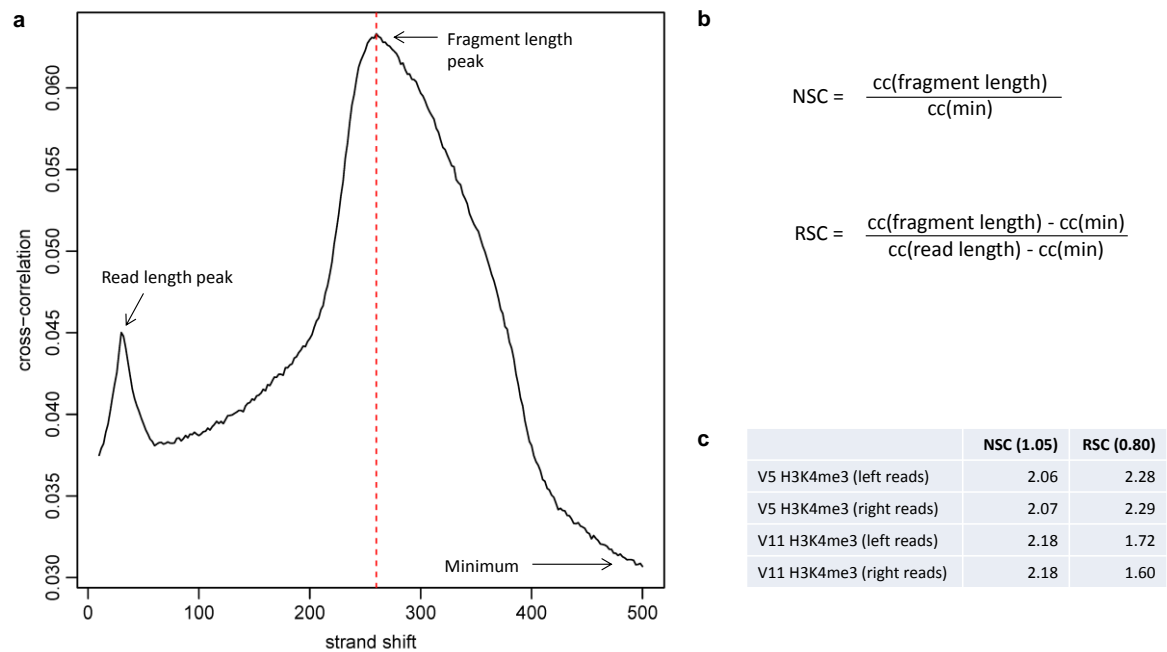 a
Fragment length
peak
Read length peak
Minimum
cross−correlation
0.030 0.035 0.040 0.045 0.050 0.055 0.060
0 100 200 300 400 500
strand shift
b
NSC = cc(fragment length)
cc(min)
RSC = cc(fragment length) - cc(min)
cc(read length) - cc(min)
c
NSC (1.05) RSC (0.80)
V5 H3K4me3 (left reads) 2.06 2.28
V5 H3K4me3 (right reads) 2.07 2.29
V11 H3K4me3 (left reads) 2.18 1.72
V11 H3K4me3 (right reads) 2.18 1.60